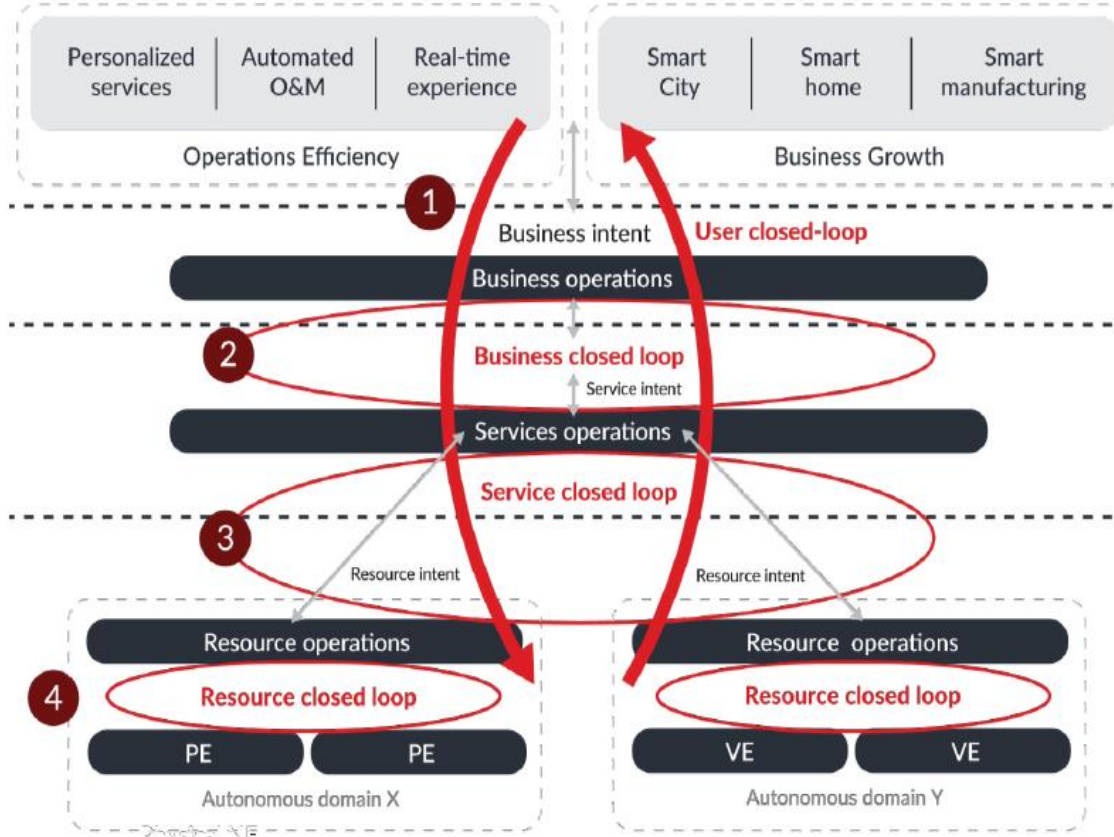 Personalized services
Automated O&M
Real-time experience
Smart City
Smart home
Smart manufacturing
Operations Efficiency
Business Growth
1
Business intent
User closed-loop
Business operations
2
Business closed loop
Service intent
Services operations
Service closed loop
3
Resource intent
Resource intent
Resource operations
Resource operations
4
Resource closed loop
Resource closed loop
PE
PE
VE
VE
Autonomous domain X
Autonomous domain Y